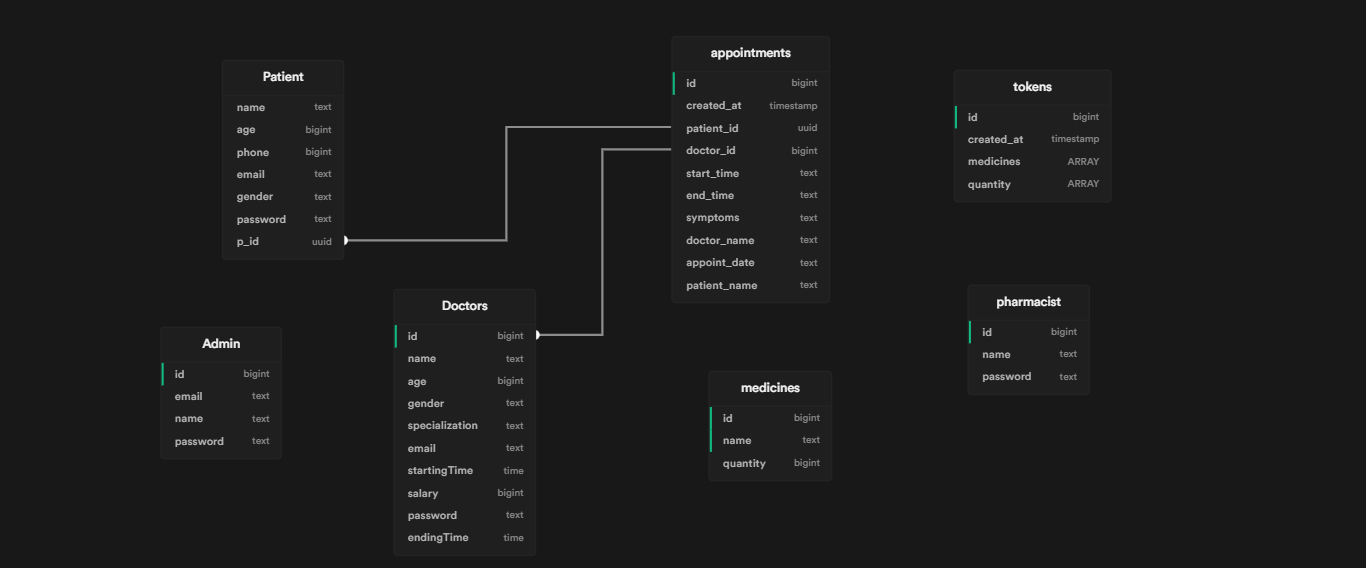 Patient
name text
age bigint
phone bigint
email text
gender text
password text
p_id uuid
appointments
id bigint
created_at timestamp
patient_id uuid
doctor_id bigint
start_time text
end_time text
symptoms text
doctor_name text
appoint_date text
patient_name text
tokens
id bigint
created_at timestamp
medicines ARRAY
quantity ARRAY
Admin
id bigint
email text
name text
password text
Doctors
id bigint
name text
age bigint
gender text
specialization text
email text
startingTime time
salary bigint
password text
endingTime time
medicines
id bigint
name text
quantity bigint
pharmacist
id bigint
name text
password text